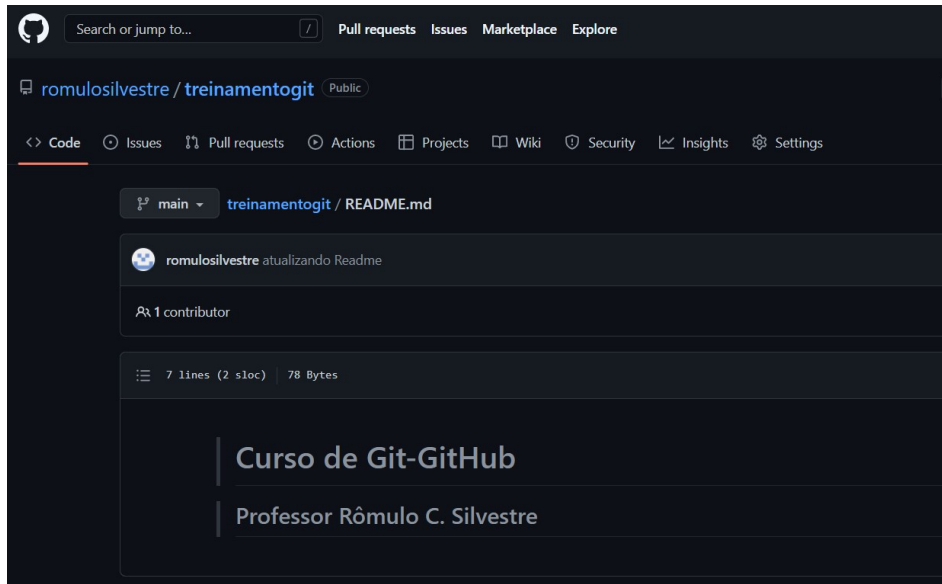 Search or jump to... / Pull requests Issues Marketplace Explore
romulosilvestre / treinamentogit Public
<> Code Issues Pull requests Actions Projects Wiki Security Insights Settings
main treinamentogit / README.md
romulosilvestre atualizando Readme
1 contributor
7 lines (2 sloc) | 78 Bytes
Curso de Git-GitHub
Professor Rômulo C. Silvestre